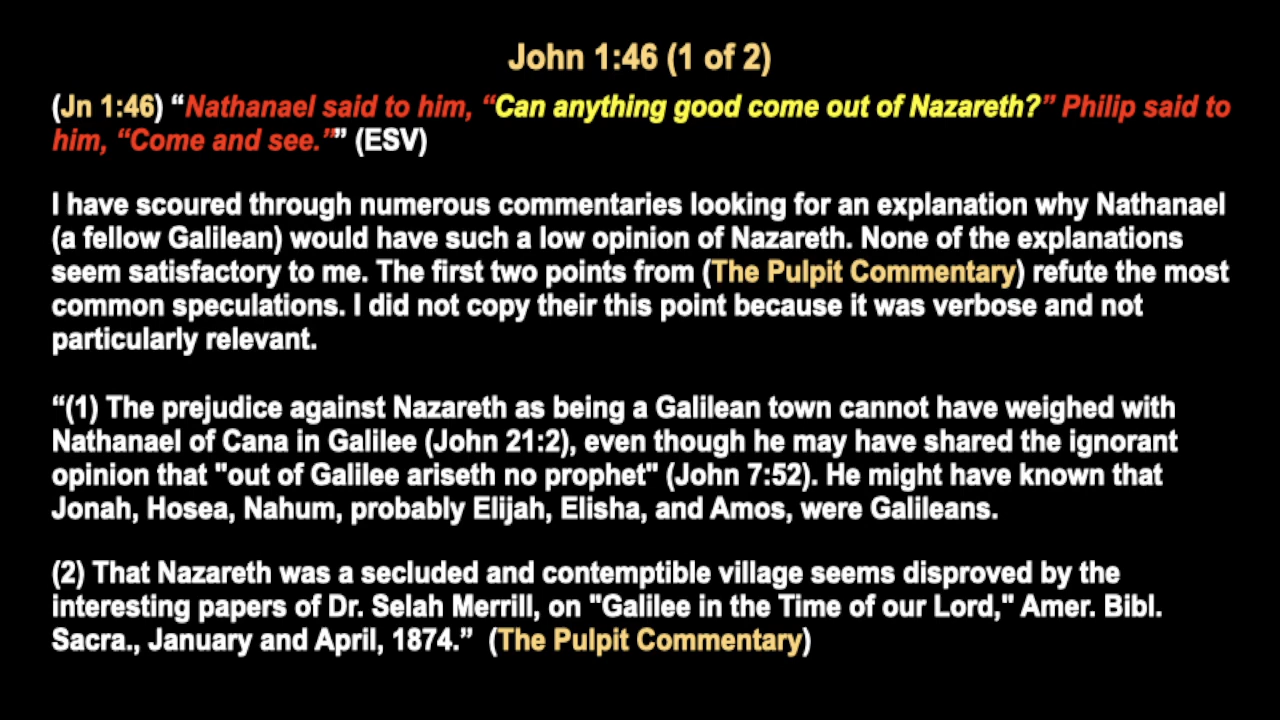 John 1:46 (1 of 2)
(Jn 1:46) “Nathanael said to him, “Can anything good come out of Nazareth?” Philip said to
him, “Come and see.”” (ESV)
I have scoured through numerous commentaries looking for an explanation why Nathanael
(a fellow Galilean) would have such a low opinion of Nazareth. None of the explanations
seem satisfactory to me. The first two points from (The Pulpit Commentary) refute the most
common speculations. I did not copy their this point because it was verbose and not
particularly relevant.
“(1) The prejudice against Nazareth as being a Galilean town cannot have weighed with
Nathanael of Cana in Galilee (John 21:2), even though he may have shared the ignorant
opinion that "out of Galilee ariseth no prophet" (John 7:52). He might have known that
Jonah, Hosea, Nahum, probably Elijah, Elisha, and Amos, were Galileans.
(2) That Nazareth was a secluded and contemptible village seems disproved by the
interesting papers of Dr. Selah Merrill, on "Galilee in the Time of our Lord," Amer. Bibl.
Sacra., January and April, 1874.” (The Pulpit Commentary)